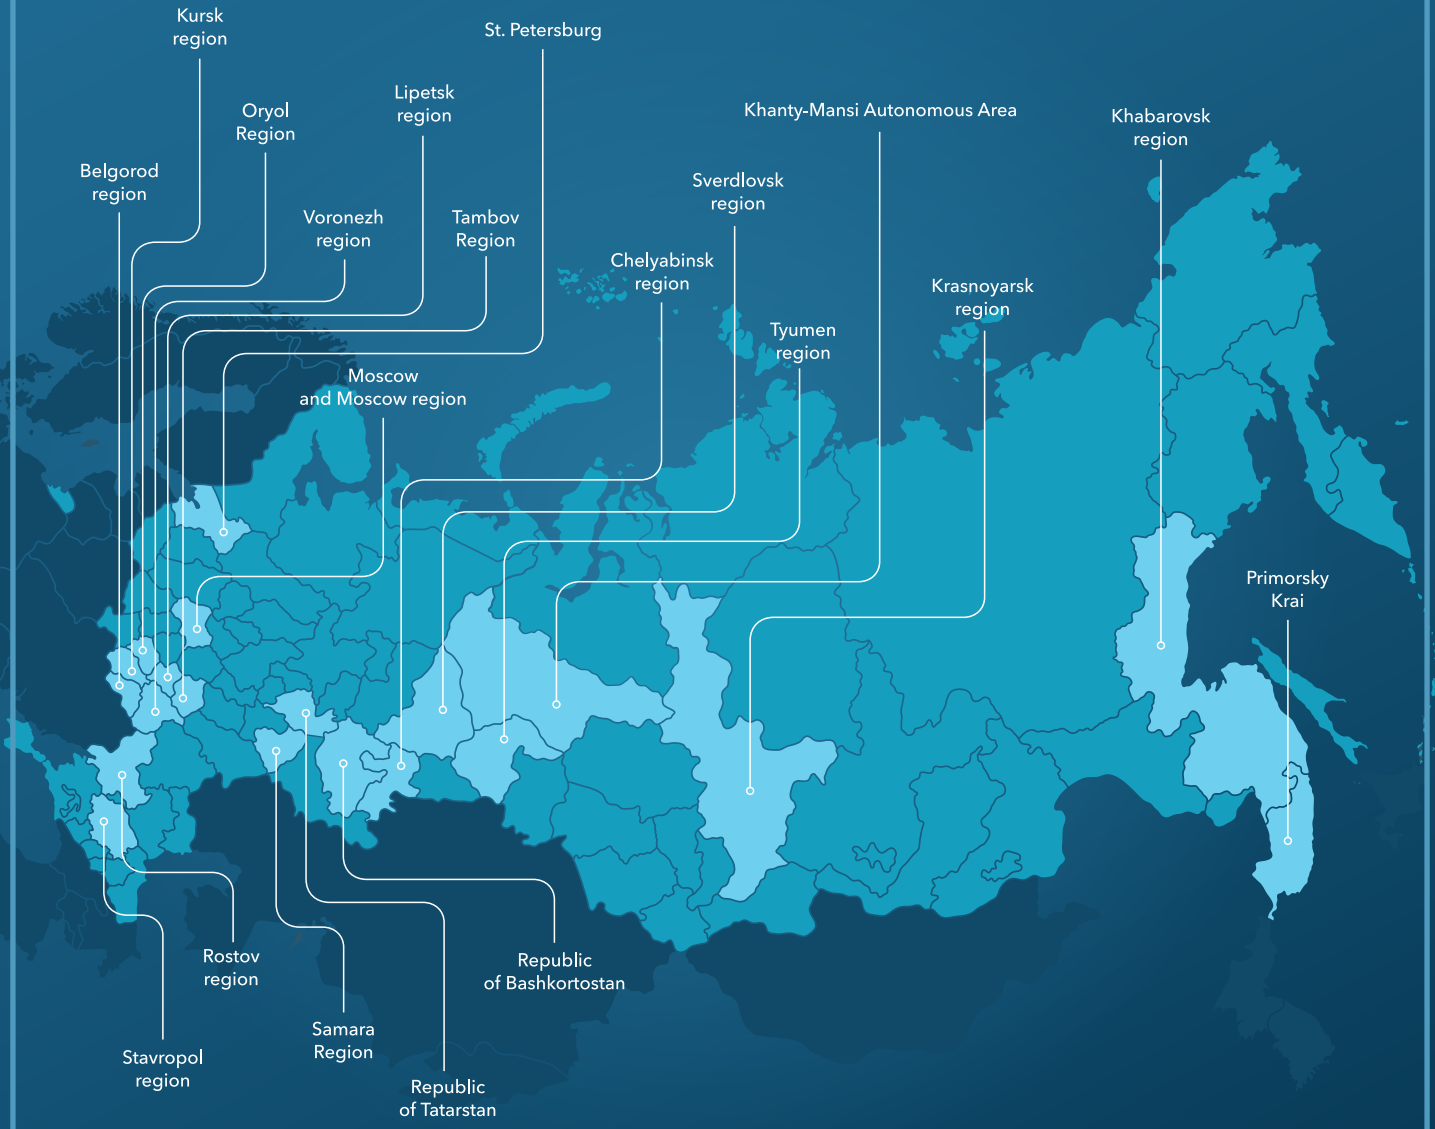 Kursk
region
St. Petersburg
Lipetsk
region
Oryol
Region
Khanty-Mansi Autonomous Area
Khabarovsk
region
Belgorod
region
Sverdlovsk
region
Voronezh
region
Tambov
Region
Chelyabinsk
region
Krasnoyarsk
region
Tyumen
region
Moscow
and Moscow region
Primorsky
Krai
Rostov
region
Republic
of Bashkortostan
Samara
Region
Stavropol
region
Republic
of Tatarstan